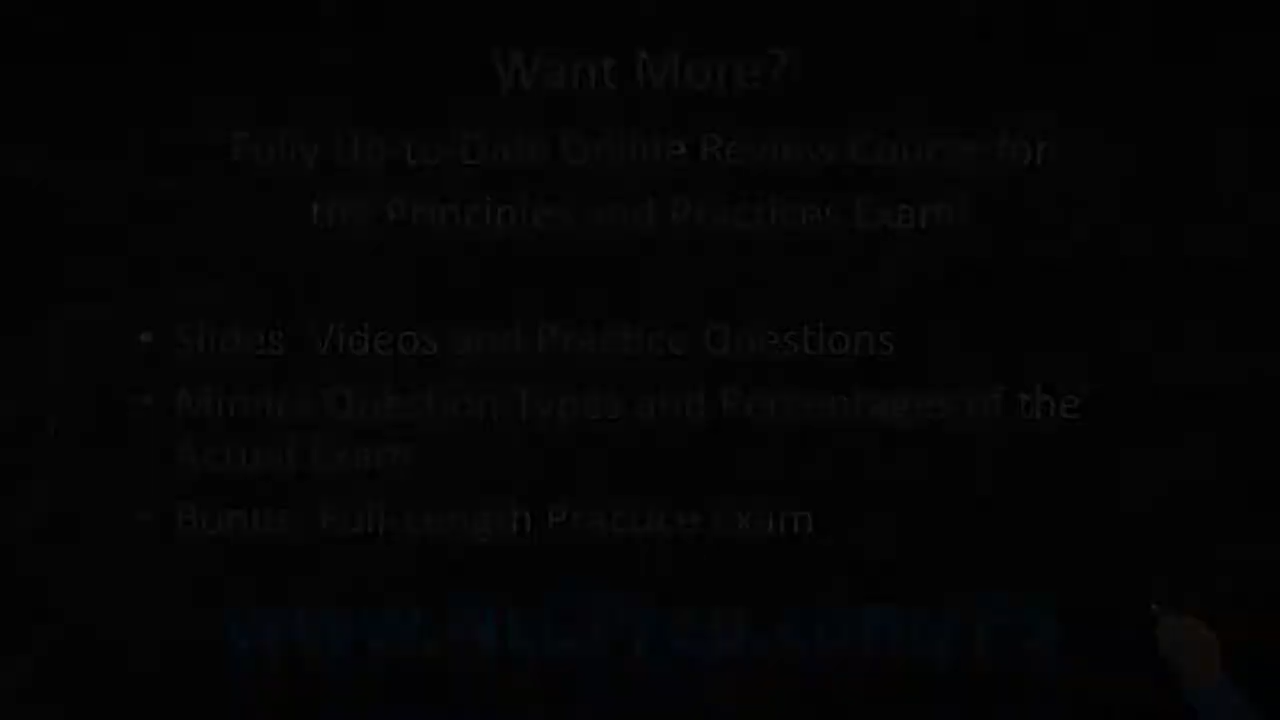 Want More?
Fully Up-to-Date Online Review Course for
the Principles and Practices Exam!
• Slides, Videos and Practice Questions
• Mimics Question Types and Percentages of the
Actual Exam
• Bonus: Full-Length Practice Exam